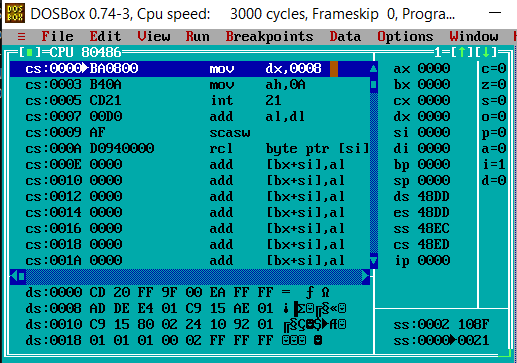 DOSBox 0.74-3, Cpu speed: 3000 cycles, Frameskip 0, Progra...
≡ File Edit View Run Breakpoints Data Options Window
[■]=CPU 80486 1=[↑][↓]
cs:0000►BA0800 mov dx,0008 ax 0000 c=0
cs:0003 B40A mov ah,0A bx 0000 z=0
cs:0005 CD21 int 21 cx 0000 s=0
cs:0007 00D0 add al,dl dx 0000 o=0
cs:0009 AF scasw si 0000 p=0
cs:000A D0940000 rcl byte ptr [si] di 0000 a=0
cs:000E 0000 add [bx+si],al bp 0000 i=1
cs:0010 0000 add [bx+si],al sp 0000 d=0
cs:0012 0000 add [bx+si],al ds 48DD
cs:0014 0000 add [bx+si],al es 48DD
cs:0016 0000 add [bx+si],al ss 48EC
cs:0018 0000 add [bx+si],al cs 48ED
cs:001A 0000 add [bx+si],al ip 0000
ds:0000 CD 20 FF 9F 00 EA FF FF = ƒ Ω
ds:0008 AD DE E4 01 C9 15 AE 01 ¡▐Σ☺╔§«☺
ds:0010 C9 15 80 02 24 10 92 01 ╔§Ç☻$►Æ☺ ss:0002 108F
ds:0018 01 01 01 00 02 FF FF FF ☺☺☺ ☻ ss:0000►0021